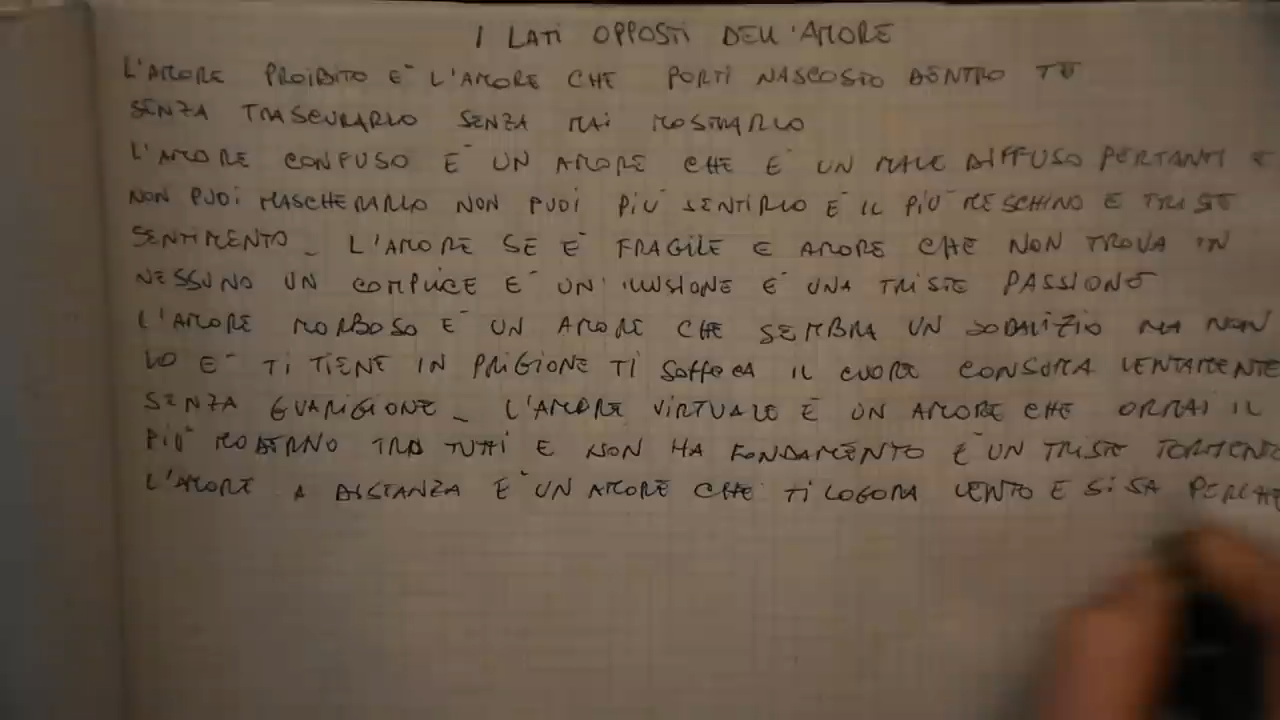 I LATI OPPOSTI DELL'AMORE
L'AMORE PROIBITO E' L'AMORE CHE PORTI NASCOSTO DENTRO TE
SENZA TRASCURARLO SENZA MAI MOSTRARLO
L'AMORE CONFUSO E' UN AMORE CHE E' UN MALE DIFFUSO PERTANTI E
NON PUOI MASCHERARLO NON PUOI PIU' SENTIRLO E' IL PIU' MESCHINO E TRISTE
SENTIMENTO_ L'AMORE SE E' FRAGILE E AMORE CHE NON TROVA IN
NESSUNO UN COMPLICE E' UN'ILLUSIONE E' UNA TRISTE PASSIONE
L'AMORE MORBOSO E' UN AMORE CHE SEMBRA UN SODALIZIO MA NON
LO E' TI TIENE IN PRIGIONE TI SOFFOCA IL CUORE CONSUMA LENTAMENTE
SENZA GUARIGIONE_ L'AMORE VIRTUALE E' UN AMORE CHE ORMAI IL
PIU' MODERNO TRA TUTTI E NON HA FONDAMENTO E' UN TRISTE TORMENTO
L'AMORE A DISTANZA E' UN AMORE CHE TI LOGORA LENTO E SI SA PERCHE